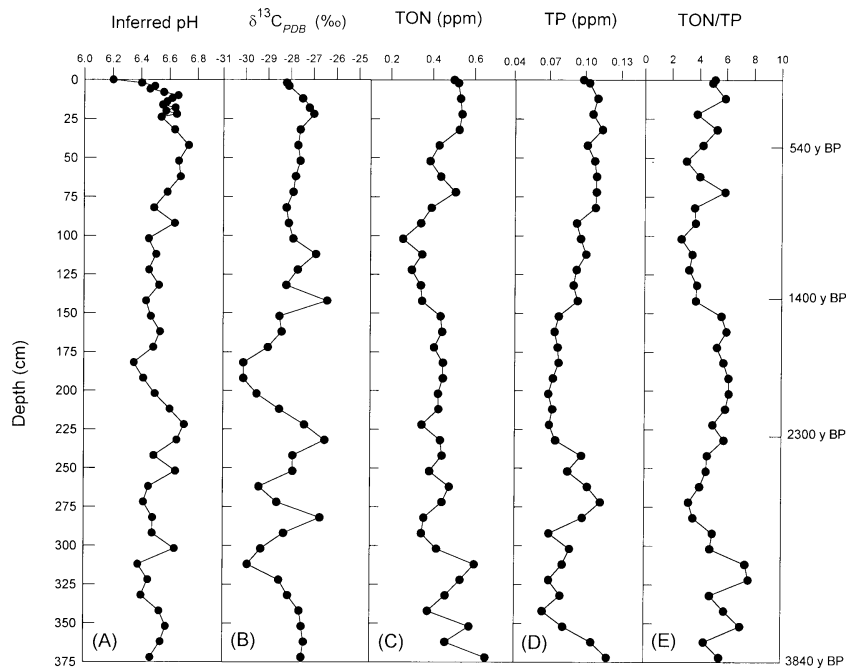 Inferred pH δ¹³C_PDB (‰) TON (ppm) TP (ppm) TON/TP
6.0 6.2 6.4 6.6 6.8 -31 -30 -29 -28 -27 -26 -25 0.2 0.4 0.6 0.04 0.07 0.10 0.13 0 2 4 6 8 10
0
25
540 y BP
50
75
100
125
1400 y BP
150
175
Depth (cm)
200
225
2300 y BP
250
275
300
325
350
(A) (B) (C) (D) (E)
375 3840 y BP